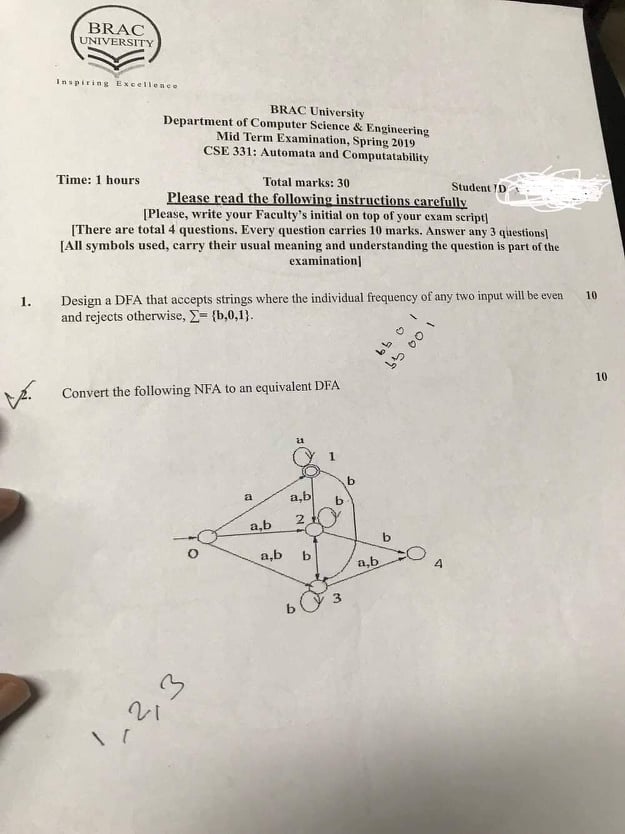 BRAC
UNIVERSITY
Inspiring Excellence
BRAC University
Department of Computer Science & Engineering
Mid Term Examination, Spring 2019
CSE 331: Automata and Computatability
Time: 1 hours Total marks: 30 Student ID
Please read the following instructions carefully
[Please, write your Faculty's initial on top of your exam script]
[There are total 4 questions. Every question carries 10 marks. Answer any 3 questions]
[All symbols used, carry their usual meaning and understanding the question is part of the
examination]
1. Design a DFA that accepts strings where the individual frequency of any two input will be even 10
and rejects otherwise, ∑= {b,0,1}.
bb 0 1
bb 00 1
2. Convert the following NFA to an equivalent DFA 10
a
1
b
a a,b b
a,b 2
b
0 a,b b a,b 4
b 3
1, 2, 3